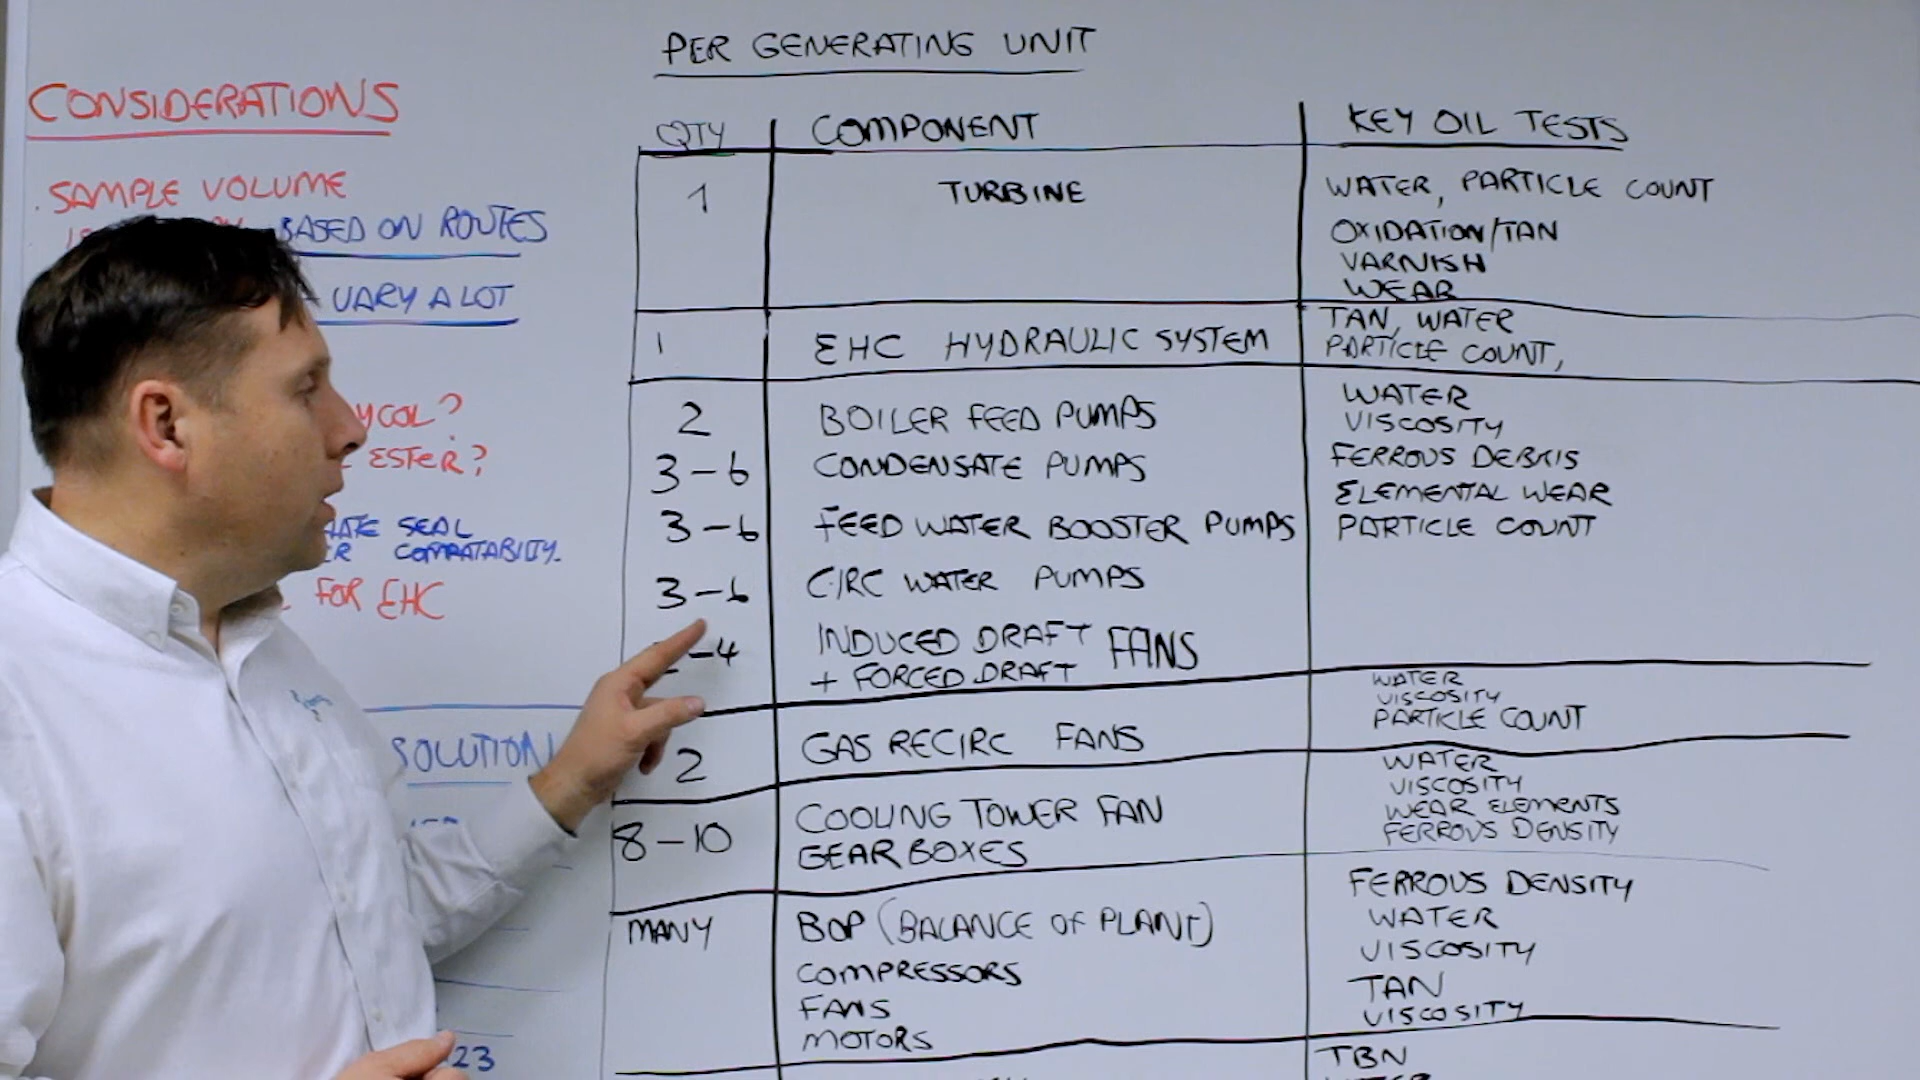 PER GENERATING UNIT
CONSIDERATIONS
. SAMPLE VOLUME
BASED ON ROUTES
VARY A LOT
YCOL?
ESTER?
SEAL
COMPATABILITY.
FOR EHC
SOLUTION
23
QTY COMPONENT KEY OIL TESTS
1 TURBINE WATER, PARTICLE COUNT
OXIDATION/TAN
VARNISH
WEAR
1 EHC HYDRAULIC SYSTEM TAN, WATER
PARTICLE COUNT,
2 BOILER FEED PUMPS WATER
VISCOSITY
3-6 CONDENSATE PUMPS FERROUS DEBRIS
ELEMENTAL WEAR
3-6 FEED WATER BOOSTER PUMPS PARTICLE COUNT
3-6 CIRC WATER PUMPS
-4 INDUCED DRAFT FANS
+ FORCED DRAFT
2 GAS RECIRC FANS WATER
VISCOSITY
PARTICLE COUNT
8-10 COOLING TOWER FAN WATER
GEAR BOXES VISCOSITY
WEAR ELEMENTS
FERROUS DENSITY
MANY BOP (BALANCE OF PLANT) FERROUS DENSITY
COMPRESSORS WATER
FANS VISCOSITY
MOTORS TAN
VISCOSITY
TBN